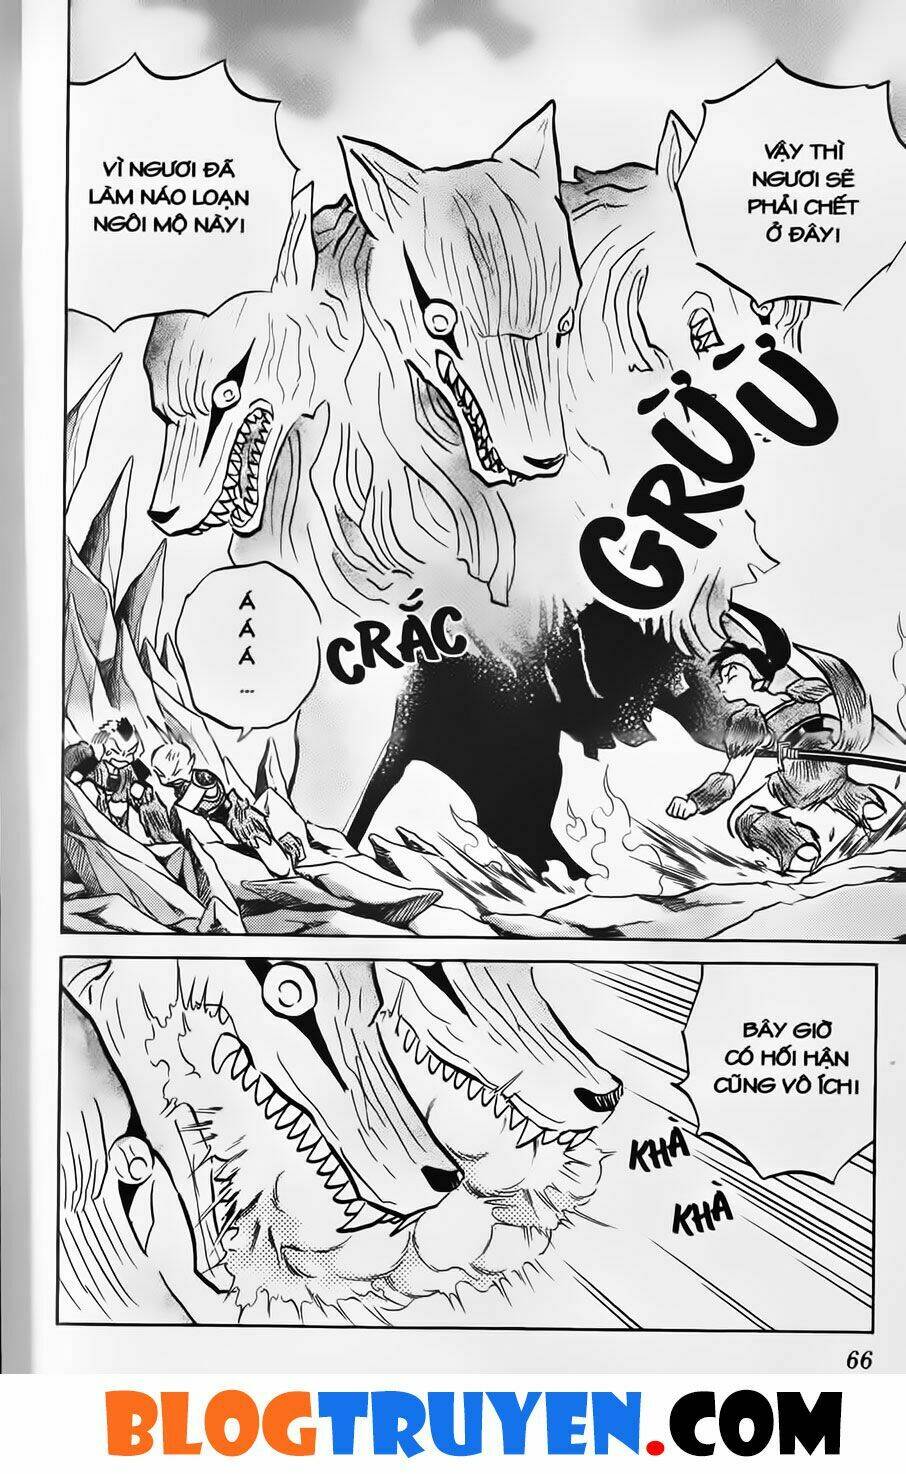 VÌ NGƯƠI ĐÃ
LÀM NÁO LOẠN
NGÔI MỘ NÀY!
VẬY THÌ
NGƯƠI SẼ
PHẢI CHẾT
Ở ĐÂY!
GRỪ Ừ
Á
Á
Á
...
CRẮC
BÂY GIỜ
CÓ HỐI HẬN
CŨNG VÔ ÍCH!
KHÀ
KHÀ
66
BLOGTRUYEN.COM